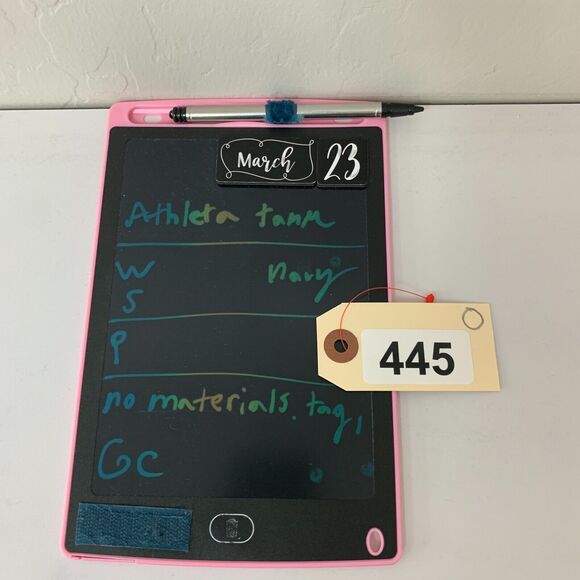 March 23
Athleta tank
W navy
S
P
445
no materials tag,
GC